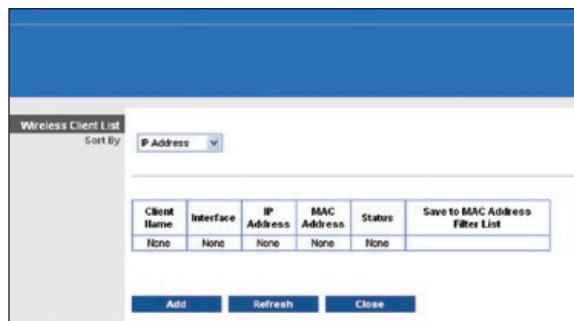 Wireless Client List
Sort By IP Address
Client Name Interface IP Address MAC Address Status Save to MAC Address Filter List
None None None None None
Add Refresh Close